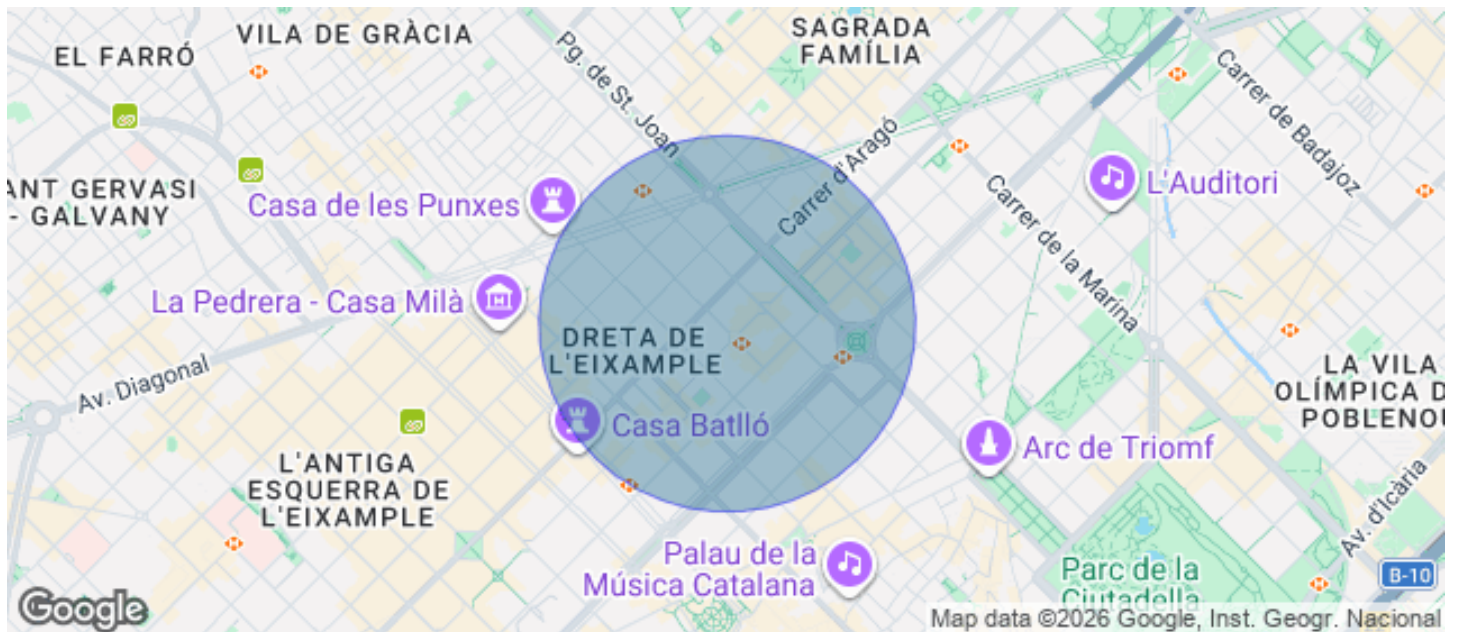 EL FARRÓ
VILA DE GRÀCIA
Pg. de St. Joan
SAGRADA
FAMÍLIA
Carrer de Badajoz
ANT GERVASI
- GALVANY
Casa de les Punxes
Carrer d'Aragó
L'Auditori
Carrer de la Marina
La Pedrera - Casa Milà
DRETA DE
L'EIXAMPLE
Av. Diagonal
LA VILA
OLÍMPICA D
POBLENOU
Casa Batlló
Arc de Triomf
L'ANTIGA
ESQUERRA DE
L'EIXAMPLE
Av. d'Icària
Palau de la
Música Catalana
Parc de la
Ciutadella
B-10
Google
Map data ©2026 Google, Inst. Geogr. Nacional